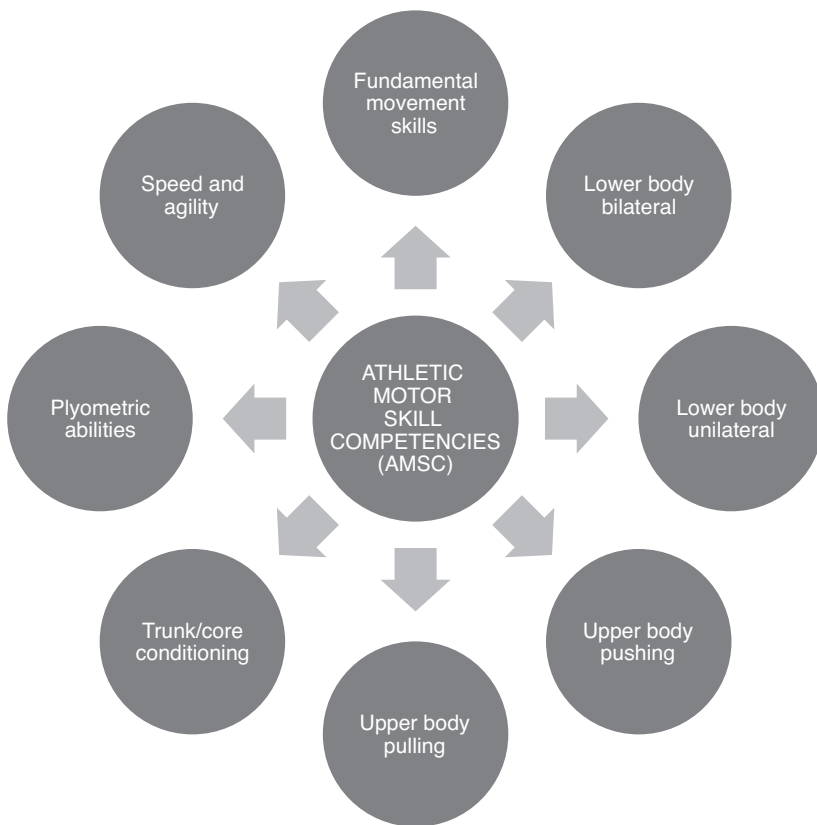 Fundamental
movement
skills
Speed and
agility
Lower body
bilateral
ATHLETIC
MOTOR
SKILL
COMPETENCIES
(AMSC)
Plyometric
abilities
Lower body
unilateral
Trunk/core
conditioning
Upper body
pushing
Upper body
pulling